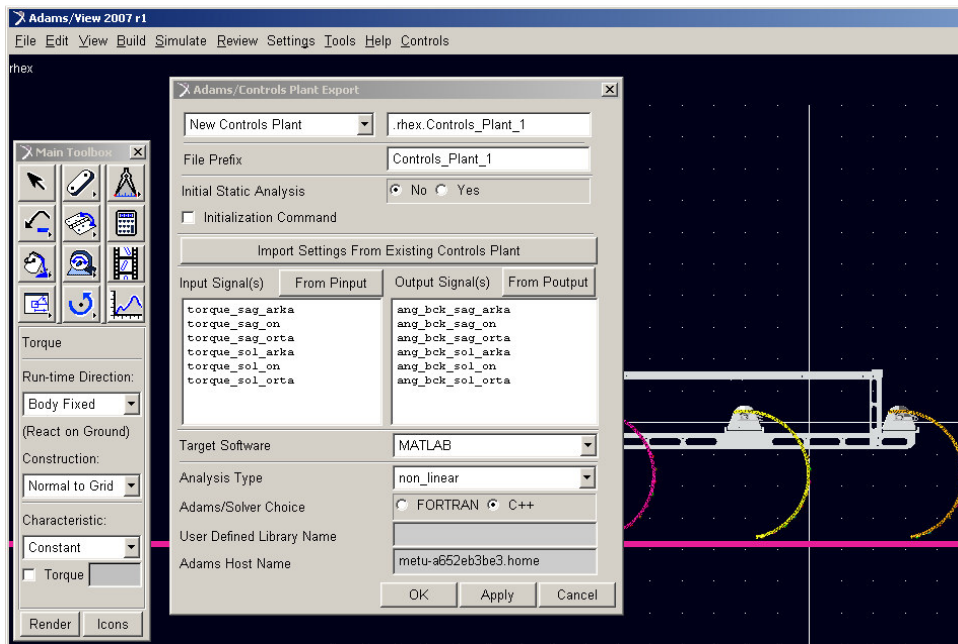 Adams/View 2007 r1
File Edit View Build Simulate Review Settings Tools Help Controls
rhex
Adams/Controls Plant Export
New Controls Plant .rhex.Controls_Plant_1
File Prefix Controls_Plant_1
Initial Static Analysis No Yes
Initialization Command
Import Settings From Existing Controls Plant
Input Signal(s) From Pinput Output Signal(s) From Poutput
torque_sag_arka ang_bck_sag_arka
torque_sag_on ang_bck_sag_on
torque_sag_orta ang_bck_sag_orta
torque_sol_arka ang_bck_sol_arka
torque_sol_on ang_bck_sol_on
torque_sol_orta ang_bck_sol_orta
Target Software MATLAB
Analysis Type non_linear
Adams/Solver Choice FORTRAN C++
User Defined Library Name
Adams Host Name metu-a652eb3be3.home
OK Apply Cancel
Main Toolbox
Torque
Run-time Direction:
Body Fixed
(React on Ground)
Construction:
Normal to Grid
Characteristic:
Constant
Torque
Render Icons